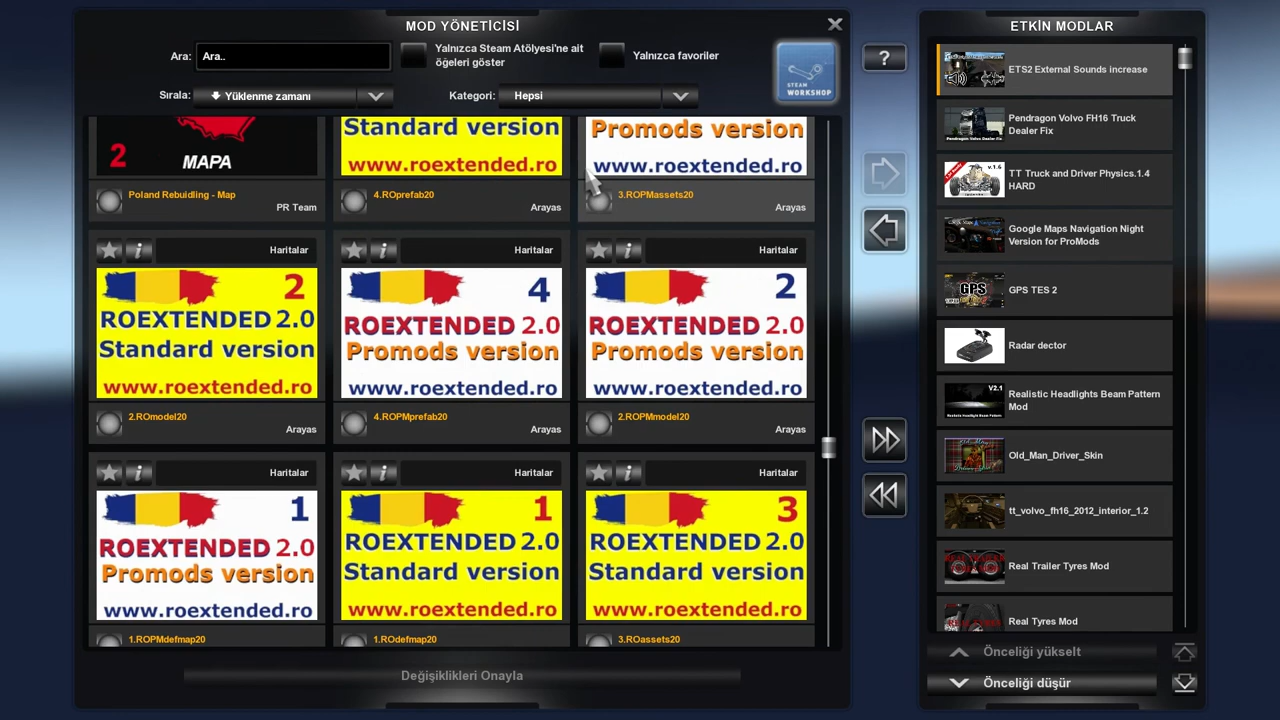 MOD YÖNETİCİSİ
Ara:
Ara..
Yalnızca Steam Atölyesi'ne ait
öğeleri göster
Yalnızca favoriler
STEAM
WORKSHOP
Sırala:
Yüklenme zamanı
Kategori:
Hepsi
2
MAPA
Standard version
www.roextended.ro
Promods version
www.roextended.ro
Poland Rebuidling - Map
PR Team
4.ROprefab20
Arayas
3.ROPMassets20
Arayas
Haritalar
Haritalar
Haritalar
2
ROEXTENDED 2.0
Standard version
www.roextended.ro
4
ROEXTENDED 2.0
Promods version
www.roextended.ro
2
ROEXTENDED 2.0
Promods version
www.roextended.ro
2.ROmodel20
Arayas
4.ROPMprefab20
Arayas
2.ROPMmodel20
Arayas
Haritalar
Haritalar
Haritalar
1
ROEXTENDED 2.0
Promods version
www.roextended.ro
1
ROEXTENDED 2.0
Standard version
www.roextended.ro
3
ROEXTENDED 2.0
Standard version
www.roextended.ro
1.ROPMdefmap20
1.ROdefmap20
3.ROassets20
Değişiklikleri Onayla
?
ETKİN MODLAR
ETS2 External Sounds increase
Pendragon Volvo FH16 Truck
Dealer Fix
v.1.6
TT Truck and Driver Physics.1.4
HARD
Google Maps Navigation Night
Version for ProMods
GPS
GPS TES 2
Radar dector
V2.1
Realistic Headlights Beam Pattern
Mod
Old_Man_Driver_Skin
tt_volvo_fh16_2012_interior_1.2
Real Trailer Tyres Mod
Real Tyres Mod
Önceliği yükselt
Önceliği düşür